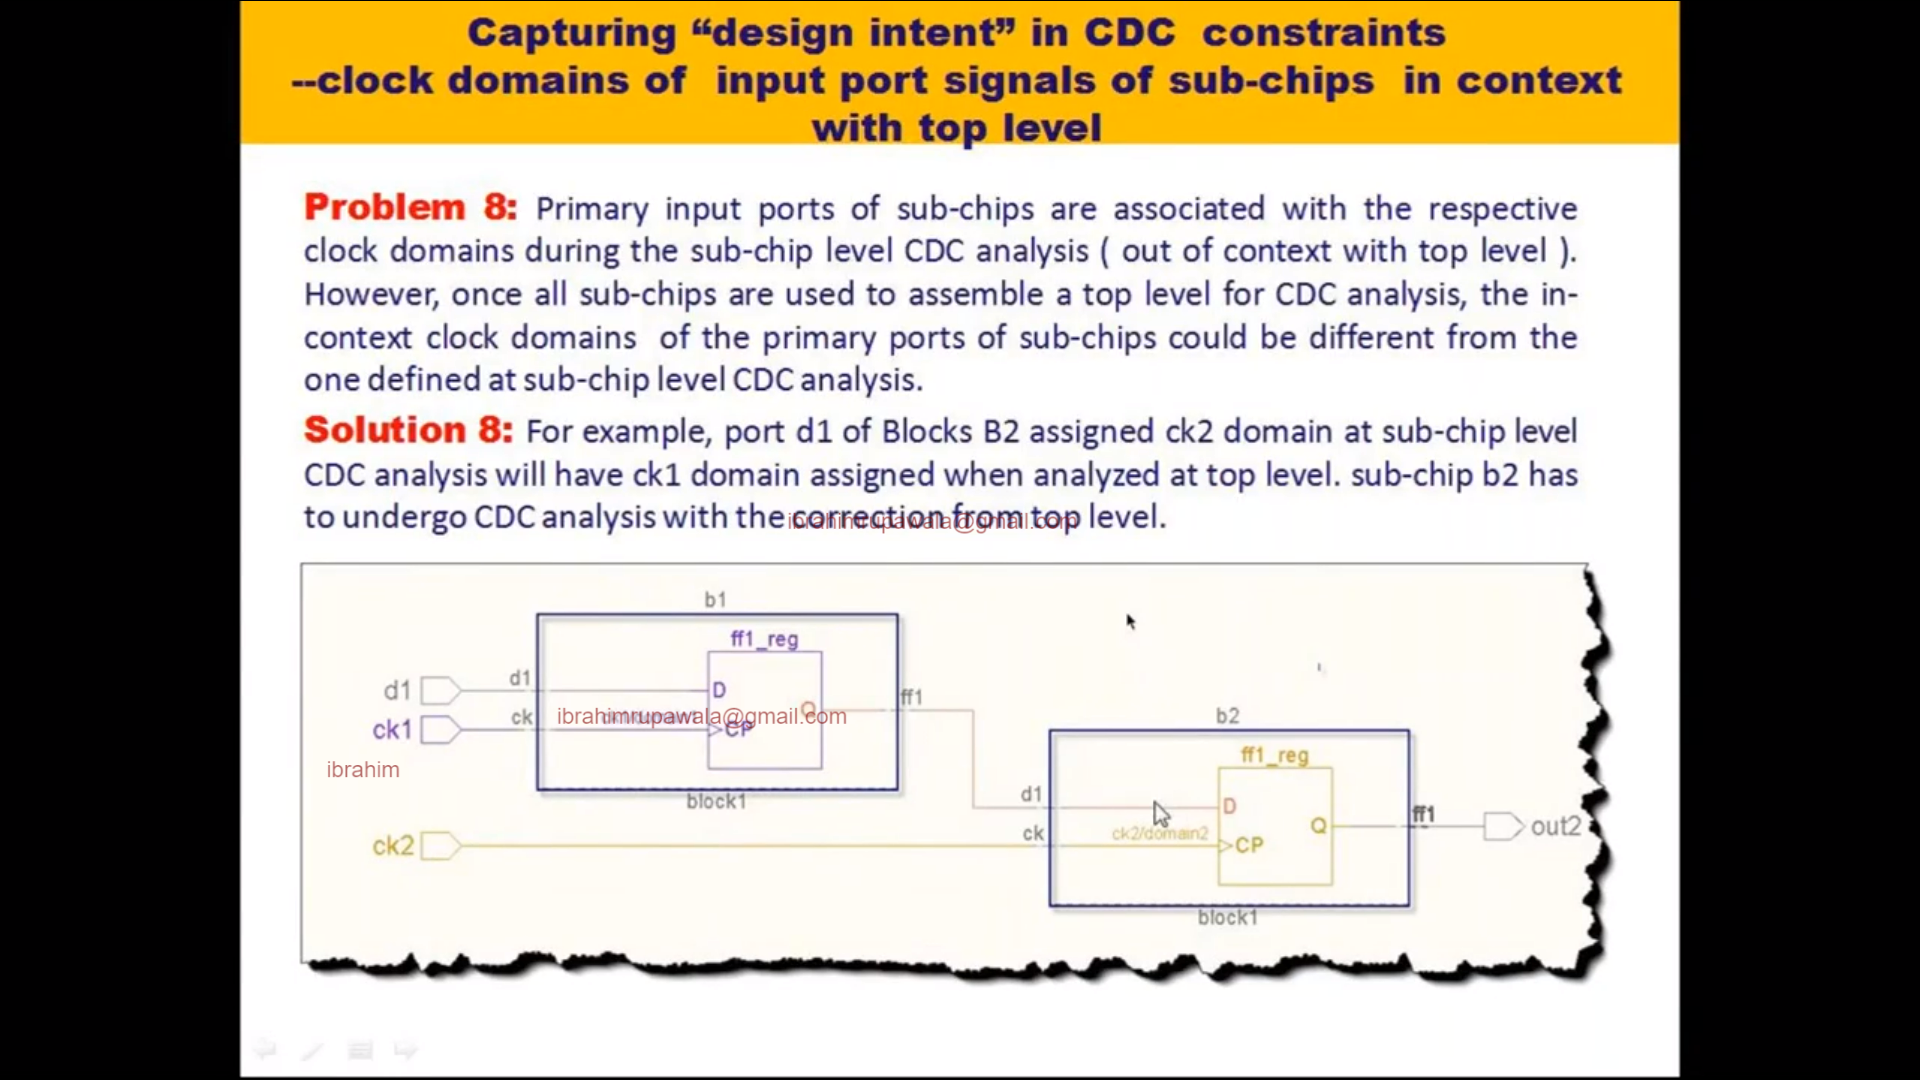 Capturing “design intent” in CDC constraints
--clock domains of input port signals of sub-chips in context
with top level
Problem 8: Primary input ports of sub-chips are associated with the respective
clock domains during the sub-chip level CDC analysis ( out of context with top level ).
However, once all sub-chips are used to assemble a top level for CDC analysis, the in-
context clock domains of the primary ports of sub-chips could be different from the
one defined at sub-chip level CDC analysis.
Solution 8: For example, port d1 of Blocks B2 assigned ck2 domain at sub-chip level
CDC analysis will have ck1 domain assigned when analyzed at top level. sub-chip b2 has
to undergo CDC analysis with the correction from top level.
ibrahimrupawala@gmail.com
b1
ff1_reg
d1
d1
D
Q
ff1
ck1
ck
ibrahimrupawala@gmail.com
CP
ibrahim
block1
b2
ff1_reg
d1
D
ck2
ck
ck2/domain2
CP
Q
ff1
out2
block1